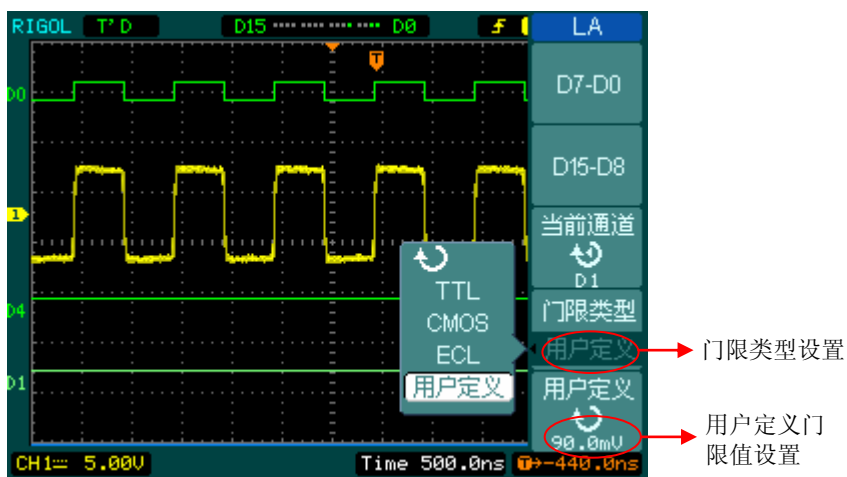 RIGOL T'D D15 D0 LA
D7-D0
D15-D8
当前通道
D1
门限类型
用户定义
用户定义
90.0mV
D0
1
D4
D1
T
TTL
CMOS
ECL
用户定义
CH1 5.00V Time 500.0ns T→-440.0ns
门限类型设置
用户定义门
限值设置